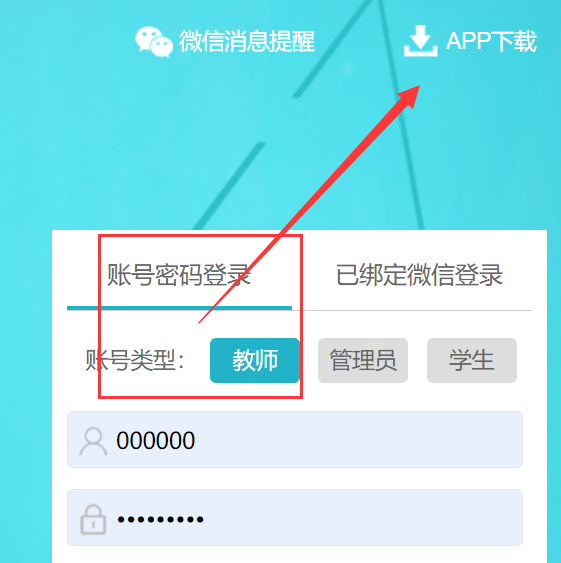 微信消息提醒 APP下载
账号密码登录 已绑定微信登录
账号类型： 教师 管理员 学生
000000
•••••••••